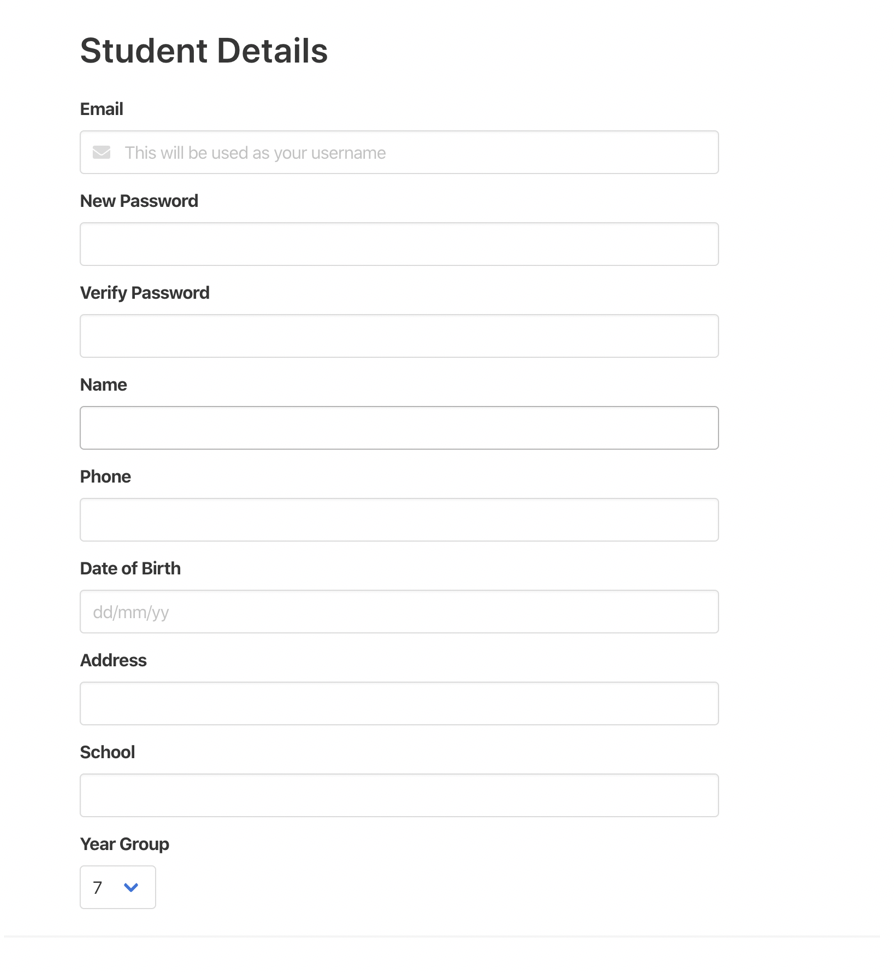 Student Details
Email
This will be used as your username
New Password
Verify Password
Name
Phone
Date of Birth
dd/mm/yy
Address
School
Year Group
7